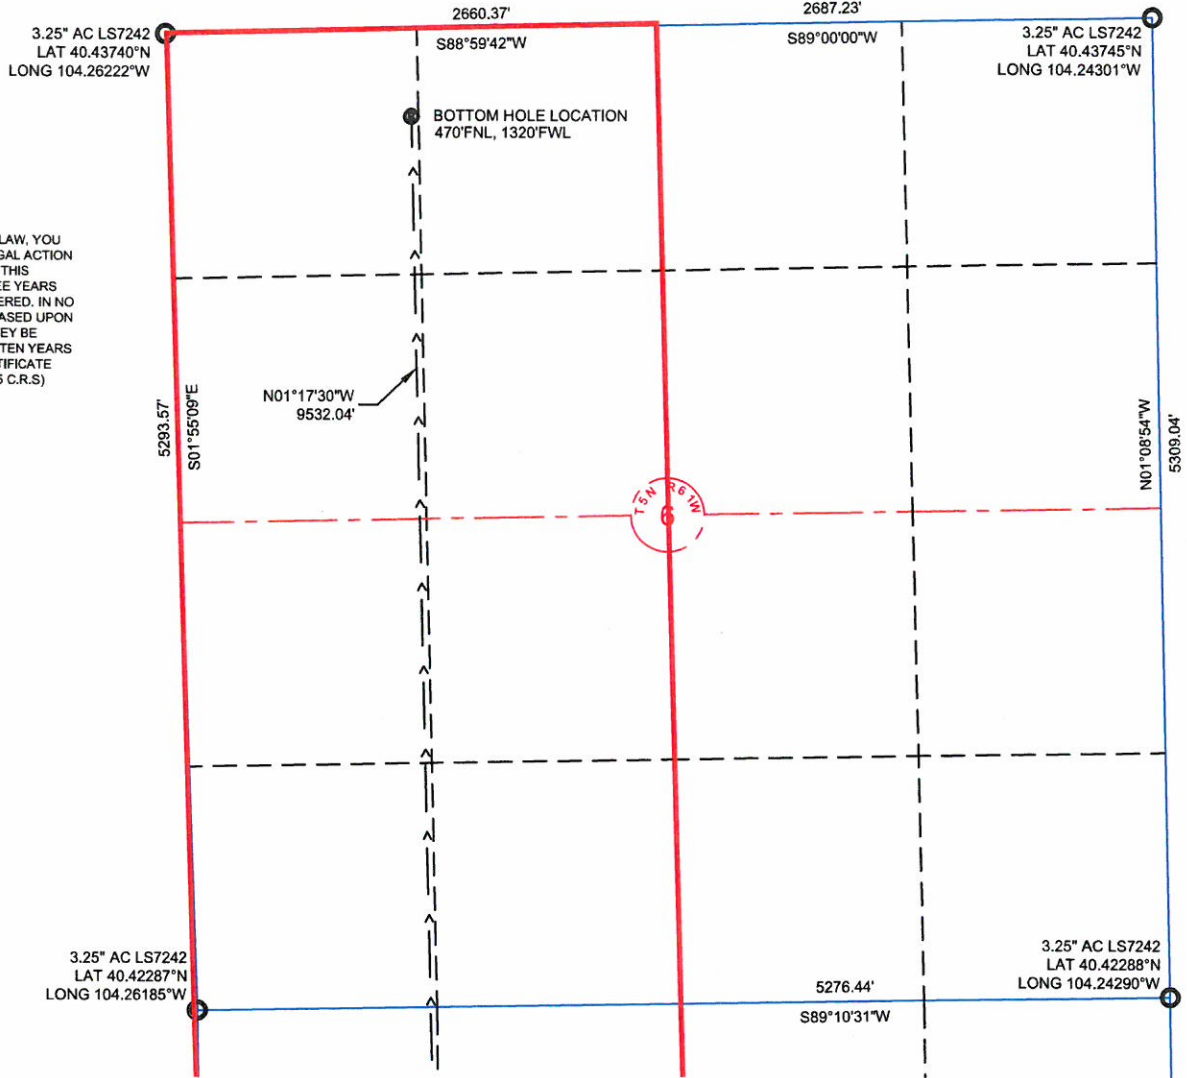 2660.37'
2687.23'
3.25" AC LS7242
LAT 40.43740°N
LONG 104.26222°W
S88°59'42"W
S89°00'00"W
3.25" AC LS7242
LAT 40.43745°N
LONG 104.24301°W
BOTTOM HOLE LOCATION
470'FNL, 1320'FWL
LAW, YOU
GAL ACTION
THIS
EE YEARS
ERED. IN NO
ASED UPON
EY BE
TEN YEARS
TIFICATE
5 C.R.S)
N01°17'30"W
9532.04'
5293.57'
S01°55'09"E
N01°08'54"W
5309.04'
T5N R61W
6
3.25" AC LS7242
LAT 40.42287°N
LONG 104.26185°W
3.25" AC LS7242
LAT 40.42288°N
LONG 104.24290°W
5276.44'
S89°10'31"W